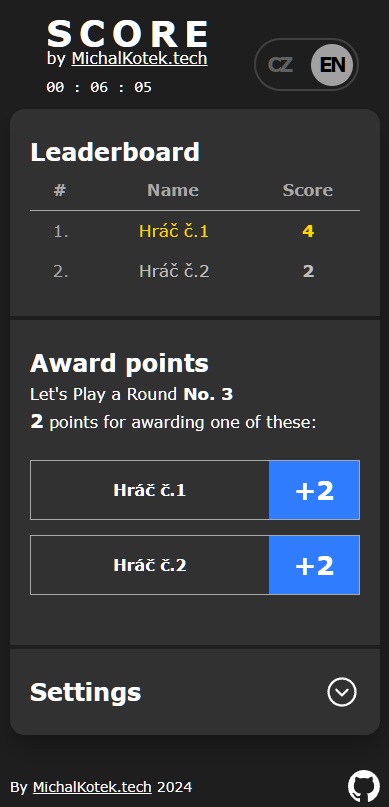 SCORE
by MichalKotek.tech
00 : 06 : 05
CZ EN
Leaderboard
# Name Score
1. Hráč č.1 4
2. Hráč č.2 2
Award points
Let's Play a Round No. 3
2 points for awarding one of these:
Hráč č.1 +2
Hráč č.2 +2
Settings
By MichalKotek.tech 2024